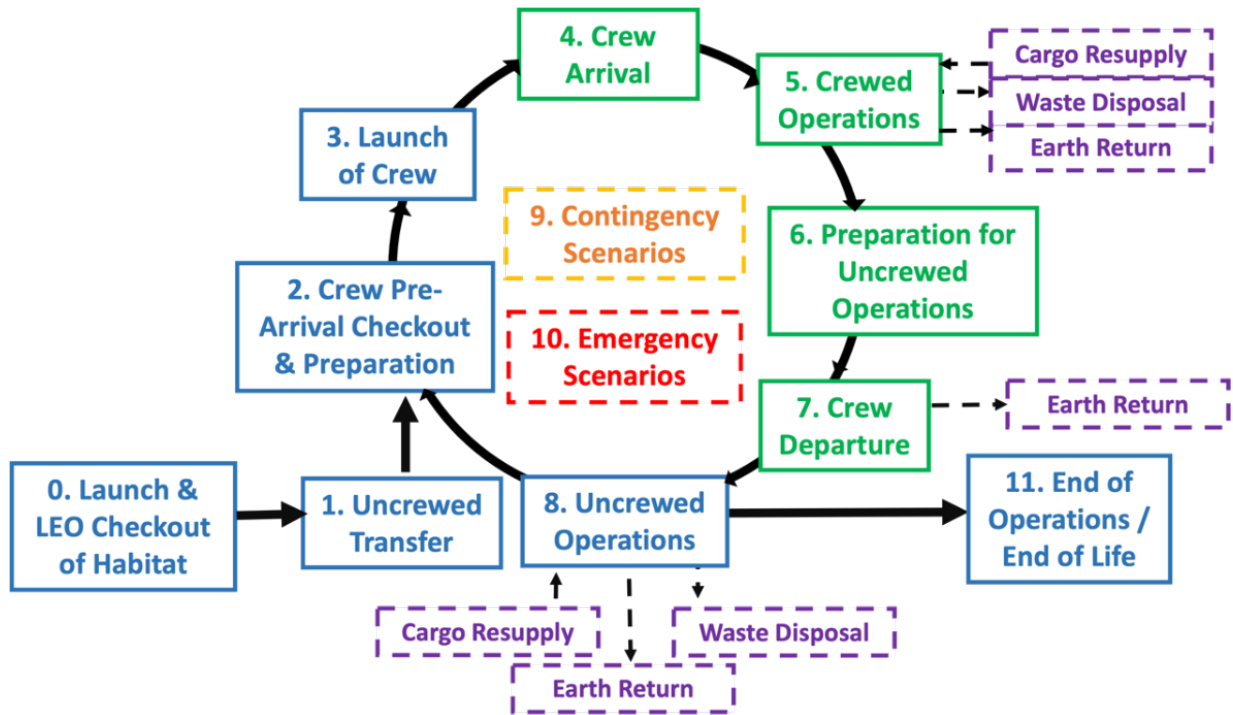 4. Crew
Arrival
5. Crewed
Operations
Cargo Resupply
Waste Disposal
Earth Return
3. Launch
of Crew
9. Contingency
Scenarios
6. Preparation for
Uncrewed
Operations
2. Crew Pre-
Arrival Checkout
& Preparation
10. Emergency
Scenarios
7. Crew
Departure
Earth Return
0. Launch &
LEO Checkout
of Habitat
1. Uncrewed
Transfer
8. Uncrewed
Operations
11. End of
Operations /
End of Life
Cargo Resupply
Waste Disposal
Earth Return